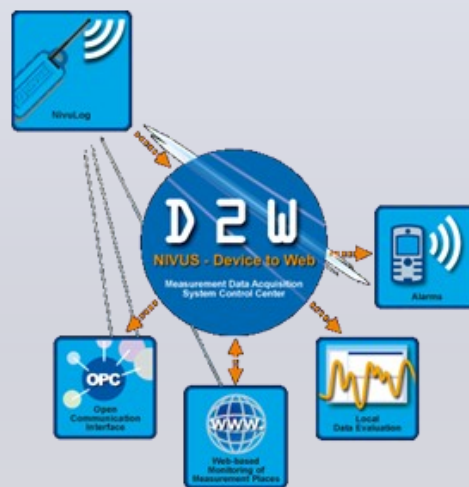 NivuLog
D2W
NIVUS - Device to Web
Measurement Data Acquisition
System Control Center
Alarms
OPC
Open
Communication
Interface
WWW.
Web-based
Monitoring of
Measurement Places
Local
Data Evaluation